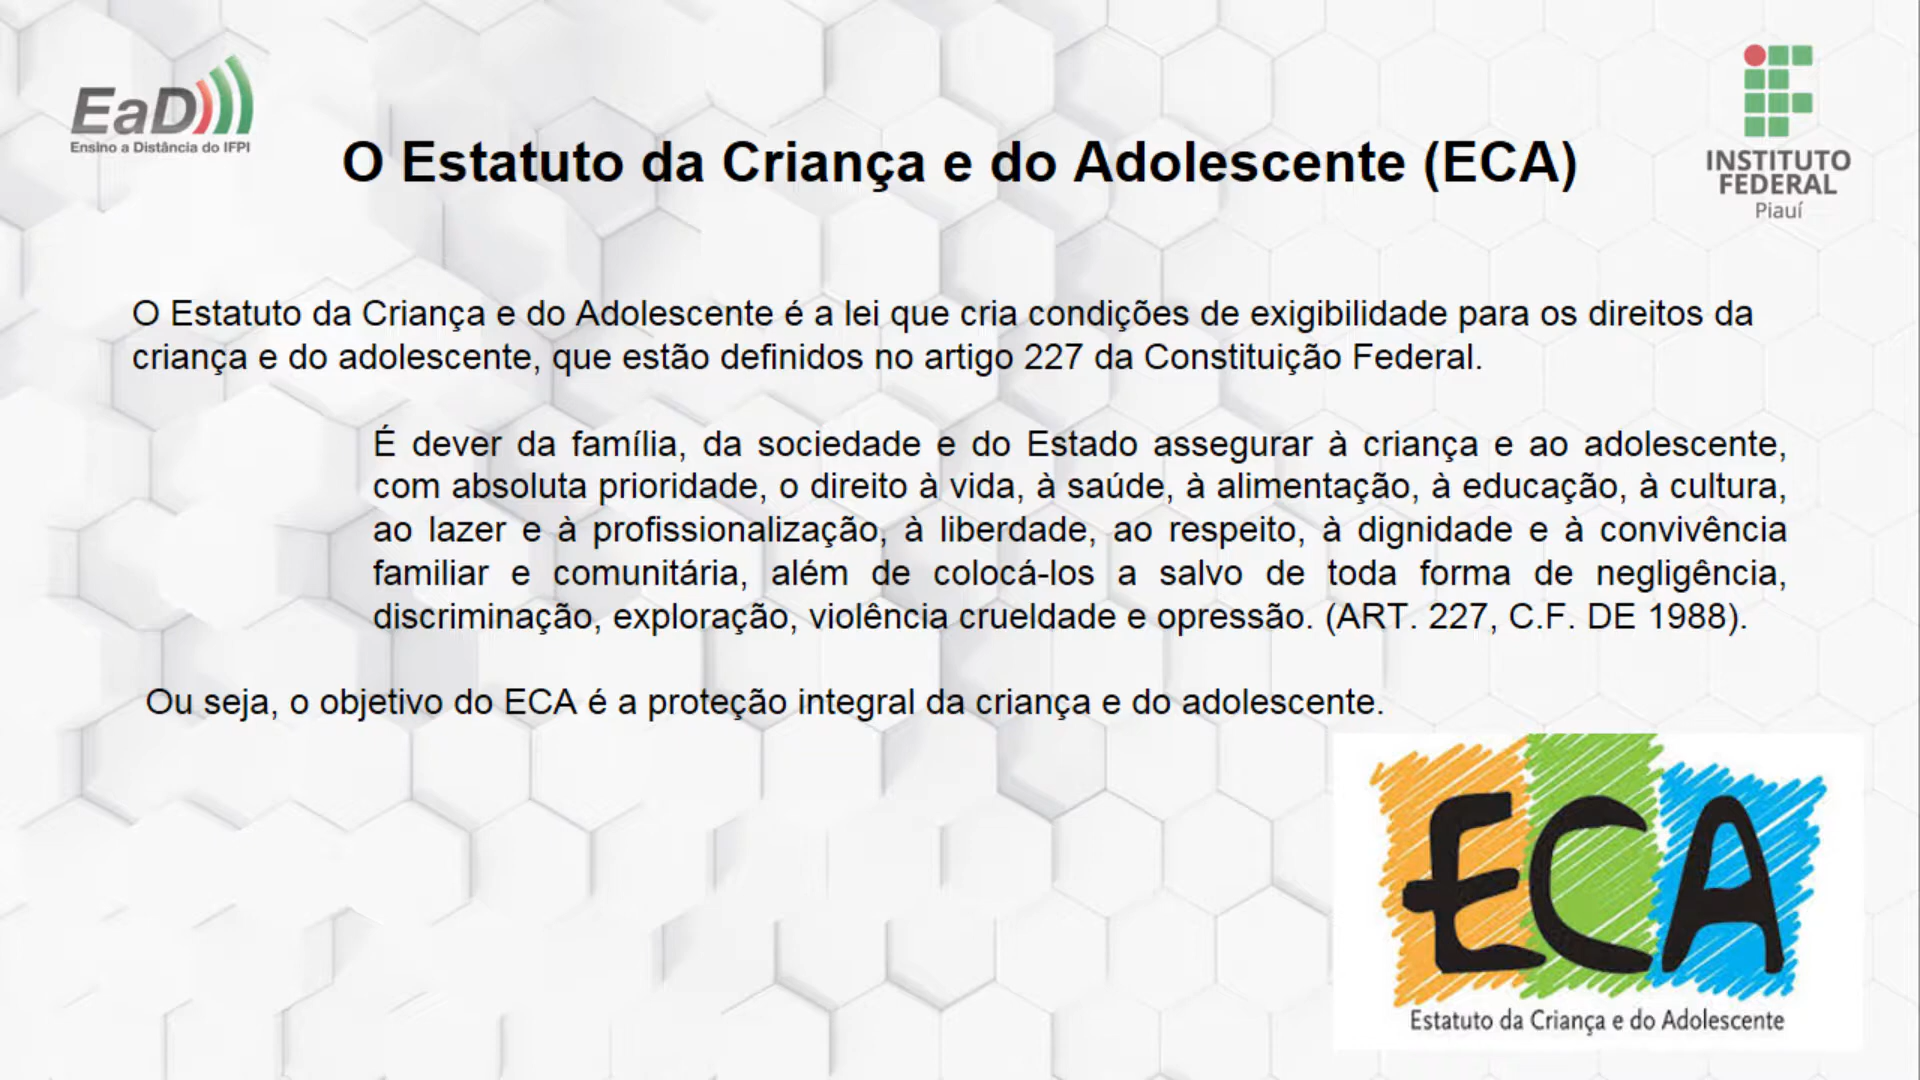 EaD
Ensino a Distância do IFPI
INSTITUTO
FEDERAL
Piauí
O Estatuto da Criança e do Adolescente (ECA)
O Estatuto da Criança e do Adolescente é a lei que cria condições de exigibilidade para os direitos da
criança e do adolescente, que estão definidos no artigo 227 da Constituição Federal.
É dever da família, da sociedade e do Estado assegurar à criança e ao adolescente,
com absoluta prioridade, o direito à vida, à saúde, à alimentação, à educação, à cultura,
ao lazer e à profissionalização, à liberdade, ao respeito, à dignidade e à convivência
familiar e comunitária, além de colocá-los a salvo de toda forma de negligência,
discriminação, exploração, violência crueldade e opressão. (ART. 227, C.F. DE 1988).
Ou seja, o objetivo do ECA é a proteção integral da criança e do adolescente.
ECA
Estatuto da Criança e do Adolescente